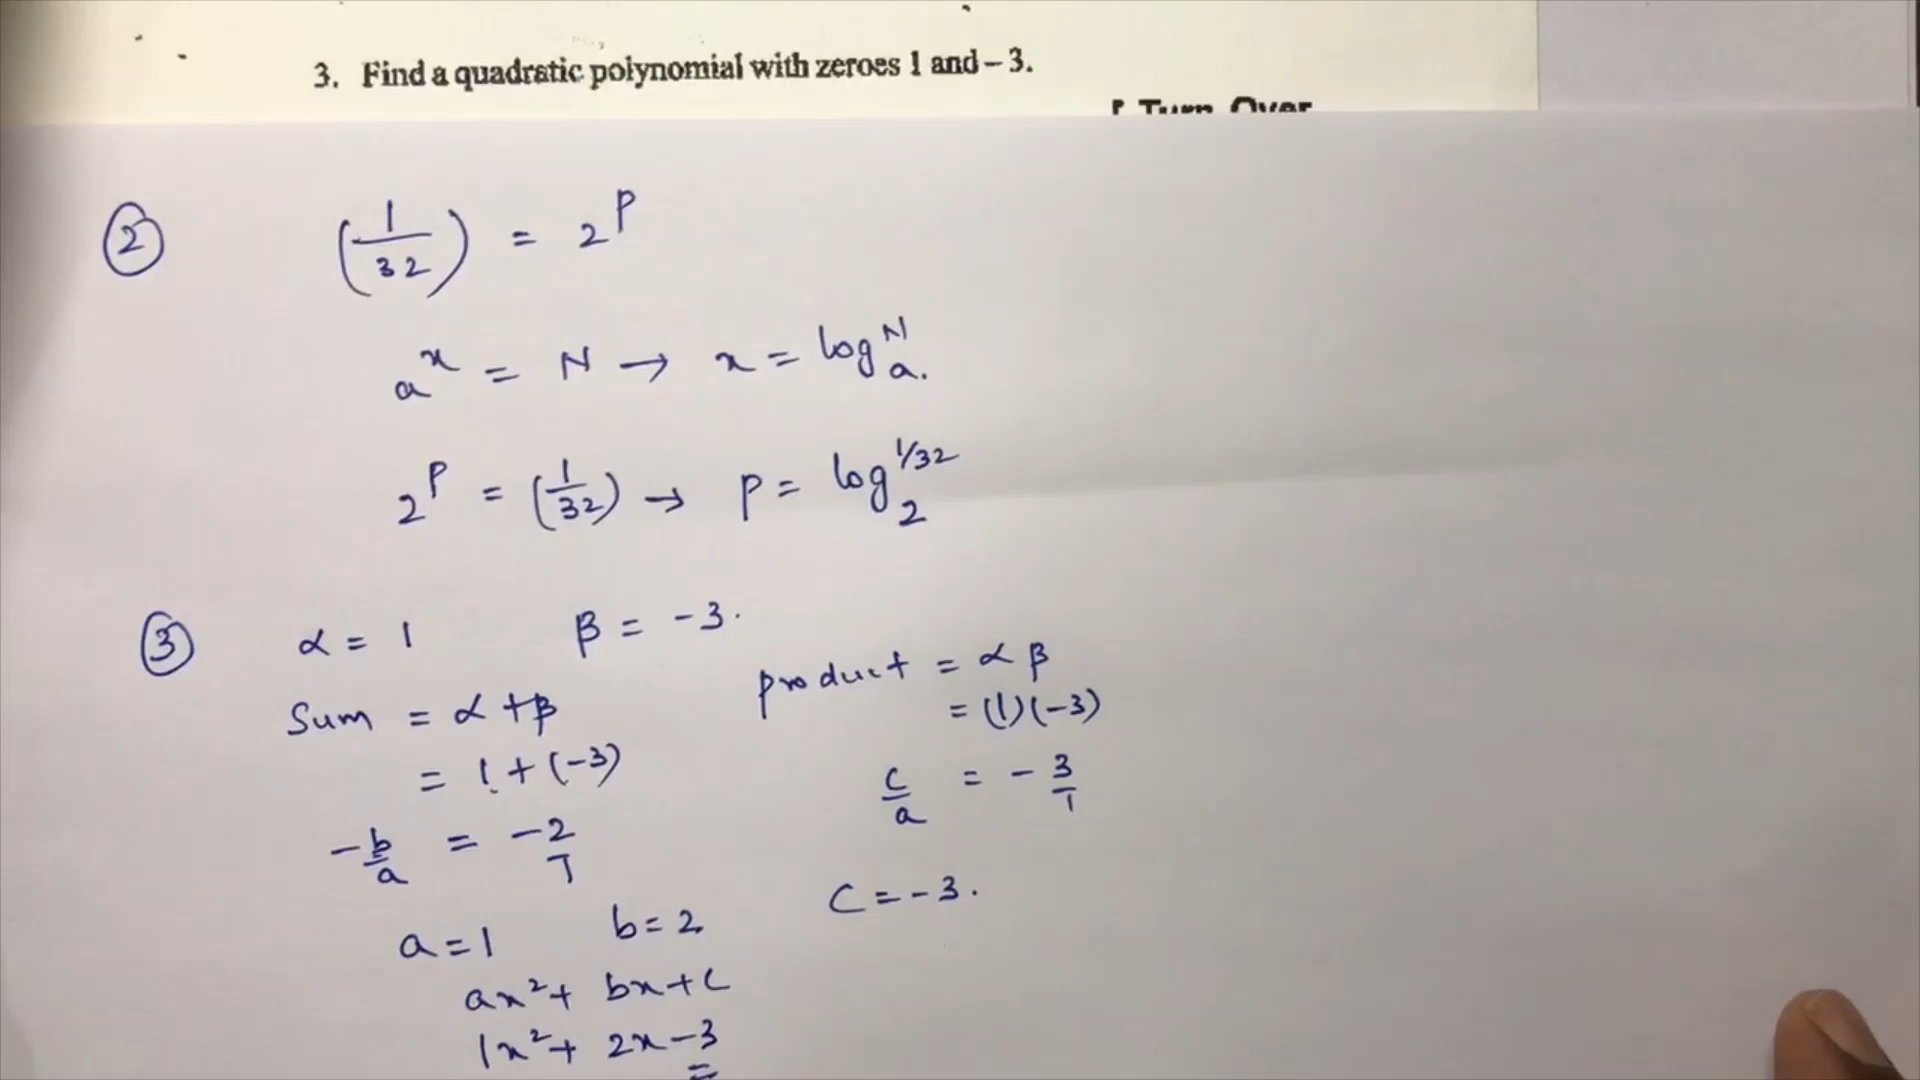 3. Find a quadratic polynomial with zeroes 1 and – 3.
[ Turn Over
② (1/32) = 2^P
a^x = N → x = log_a^N.
2^P = (1/32) → P = log_2^1/32
③ α = 1 β = -3.
Sum = α + β product = α β
= 1 + (-3) = (1)(-3)
-b/a = -2/1 c/a = -3/1
a = 1 b = 2 C = -3.
ax² + bx + c
1x² + 2x - 3